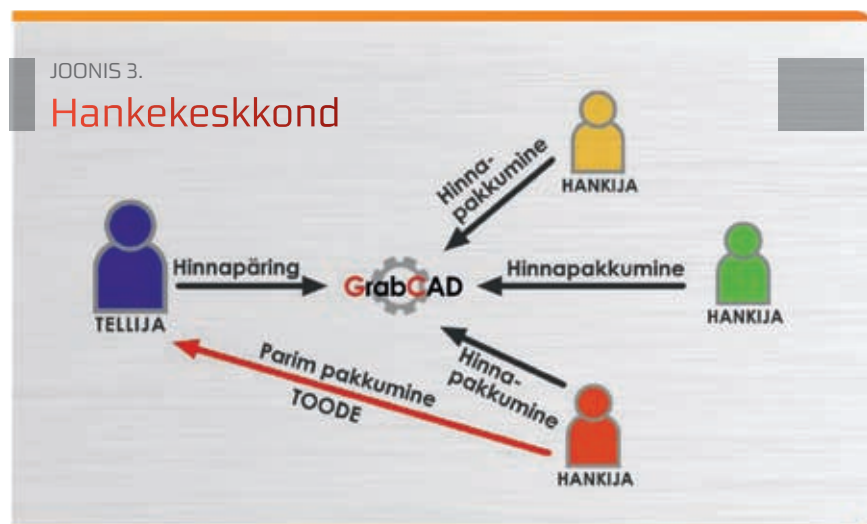 JOONIS 3.
Hankekeskkond
Hinna-
pakkumine
HANKIJA
Hinnapäring
GrabCAD
Hinnapakkumine
TELLIJA
HANKIJA
Parim pakkumine
TOODE
Hinna-
pakkumine
HANKIJA